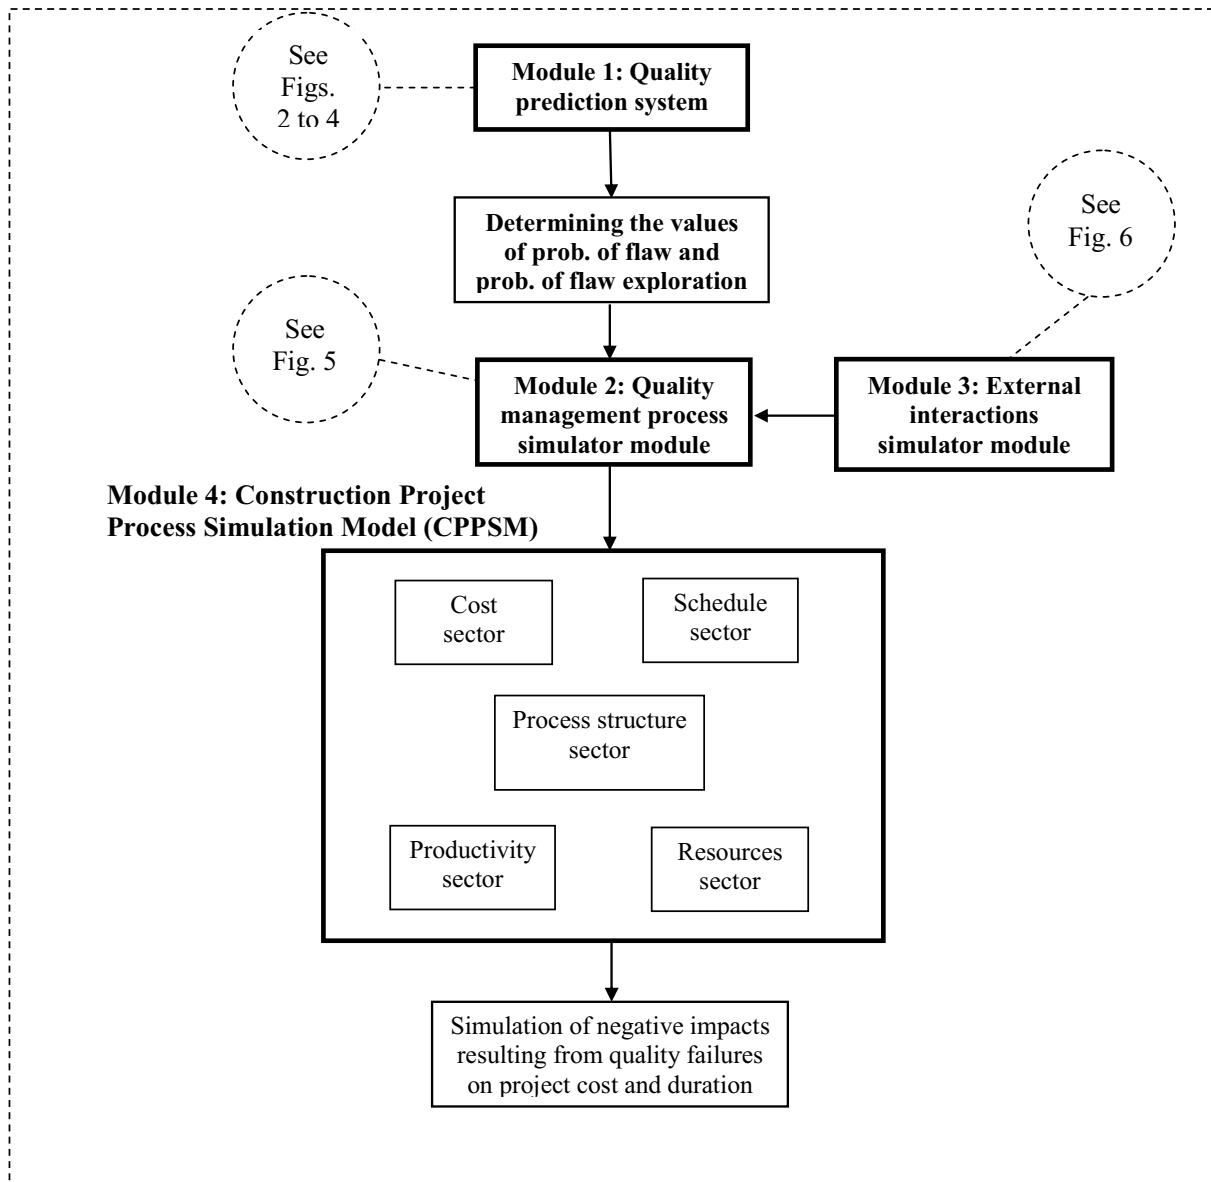 See
Figs.
2 to 4
Module 1: Quality
prediction system
Determining the values
of prob. of flaw and
prob. of flaw exploration
See
Fig. 6
See
Fig. 5
Module 2: Quality
management process
simulator module
Module 3: External
interactions
simulator module
Module 4: Construction Project
Process Simulation Model (CPPSM)
Cost
sector
Schedule
sector
Process structure
sector
Productivity
sector
Resources
sector
Simulation of negative impacts
resulting from quality failures
on project cost and duration